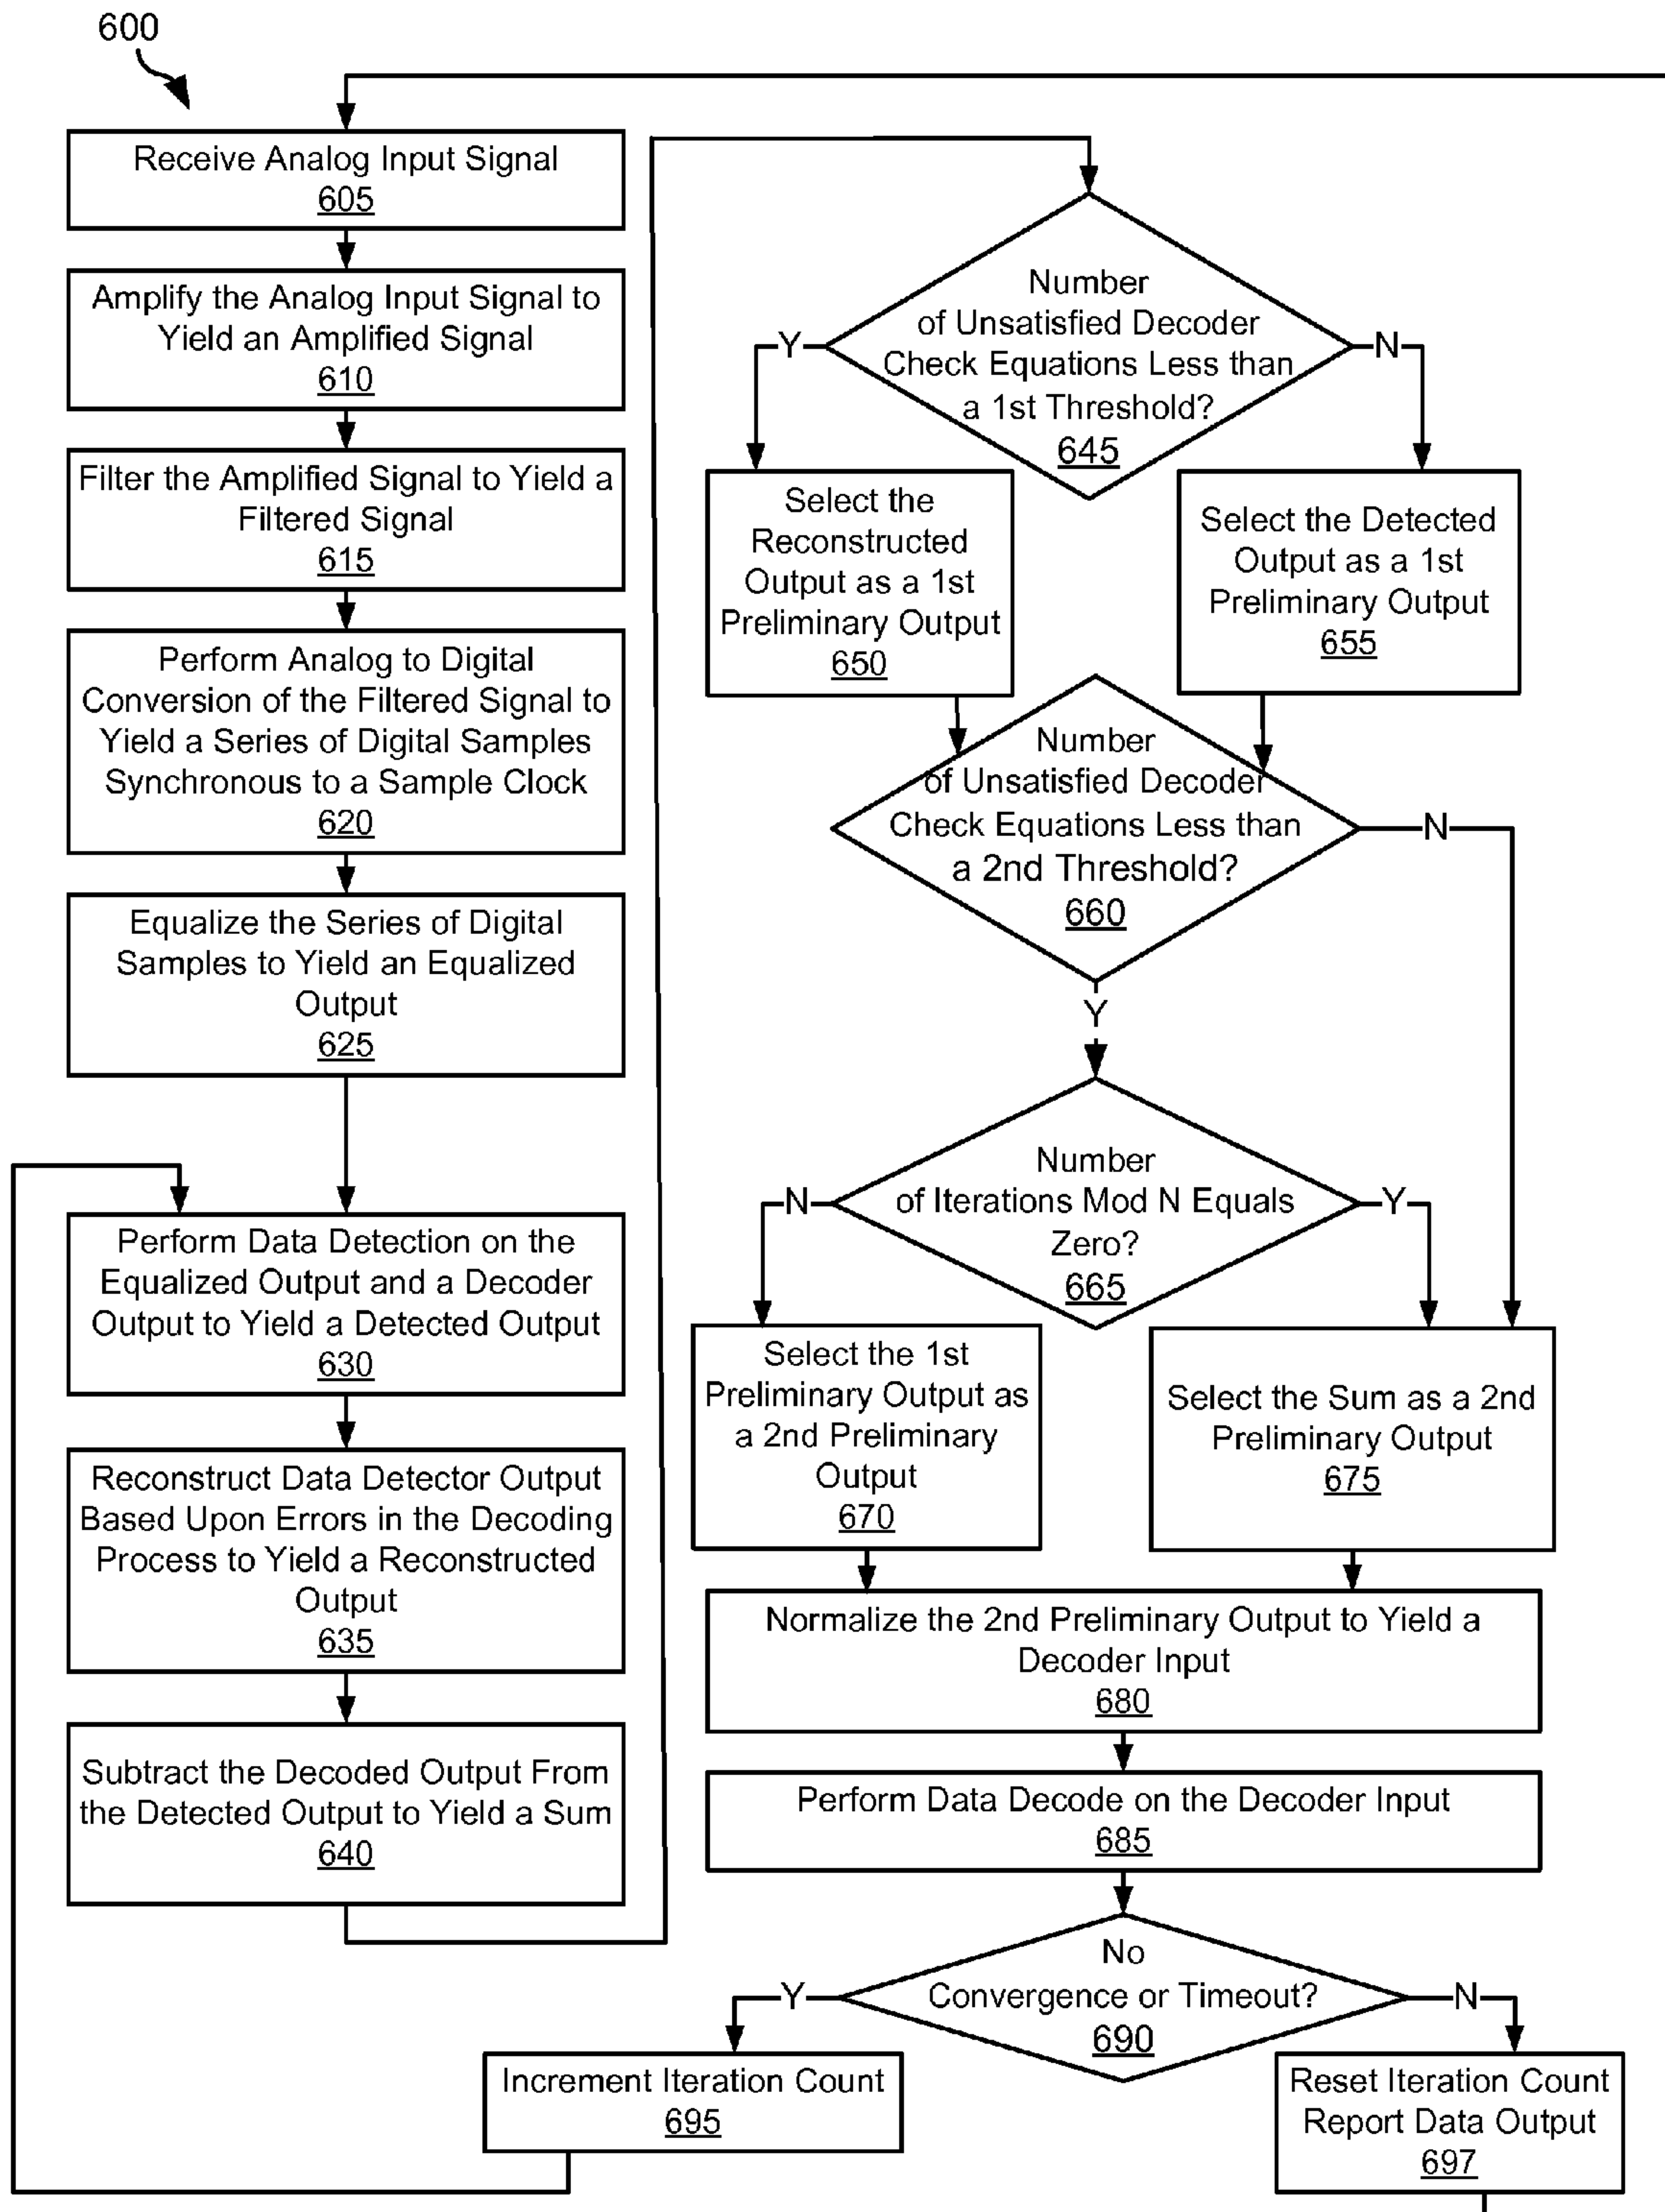 600
Receive Analog Input Signal
605
Amplify the Analog Input Signal to
Yield an Amplified Signal
610
Filter the Amplified Signal to Yield a
Filtered Signal
615
Perform Analog to Digital
Conversion of the Filtered Signal to
Yield a Series of Digital Samples
Synchronous to a Sample Clock
620
Equalize the Series of Digital
Samples to Yield an Equalized
Output
625
Perform Data Detection on the
Equalized Output and a Decoder
Output to Yield a Detected Output
630
Reconstruct Data Detector Output
Based Upon Errors in the Decoding
Process to Yield a Reconstructed
Output
635
Subtract the Decoded Output From
the Detected Output to Yield a Sum
640
Number
of Unsatisfied Decoder
Check Equations Less than
a 1st Threshold?
645
Y
N
Select the
Reconstructed
Output as a 1st
Preliminary Output
650
Select the Detected
Output as a 1st
Preliminary Output
655
Number
of Unsatisfied Decoder
Check Equations Less than
a 2nd Threshold?
660
N
Y
Number
of Iterations Mod N Equals
Zero?
665
N
Y
Select the 1st
Preliminary Output as
a 2nd Preliminary
Output
670
Select the Sum as a 2nd
Preliminary Output
675
Normalize the 2nd Preliminary Output to Yield a
Decoder Input
680
Perform Data Decode on the Decoder Input
685
No
Convergence or Timeout?
690
Y
N
Increment Iteration Count
695
Reset Iteration Count
Report Data Output
697